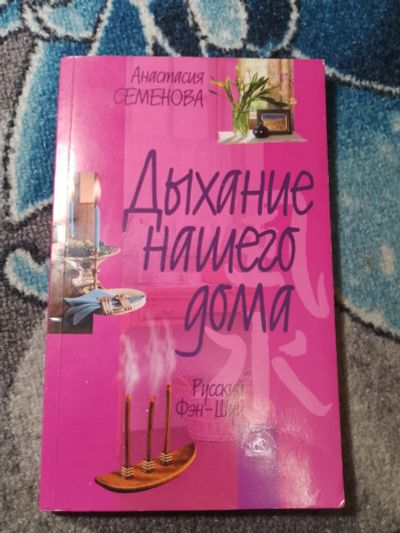 Анастасия
СЕМЕНОВА
Дыхание
нашего
дома
Русский
Фэн-Шуй